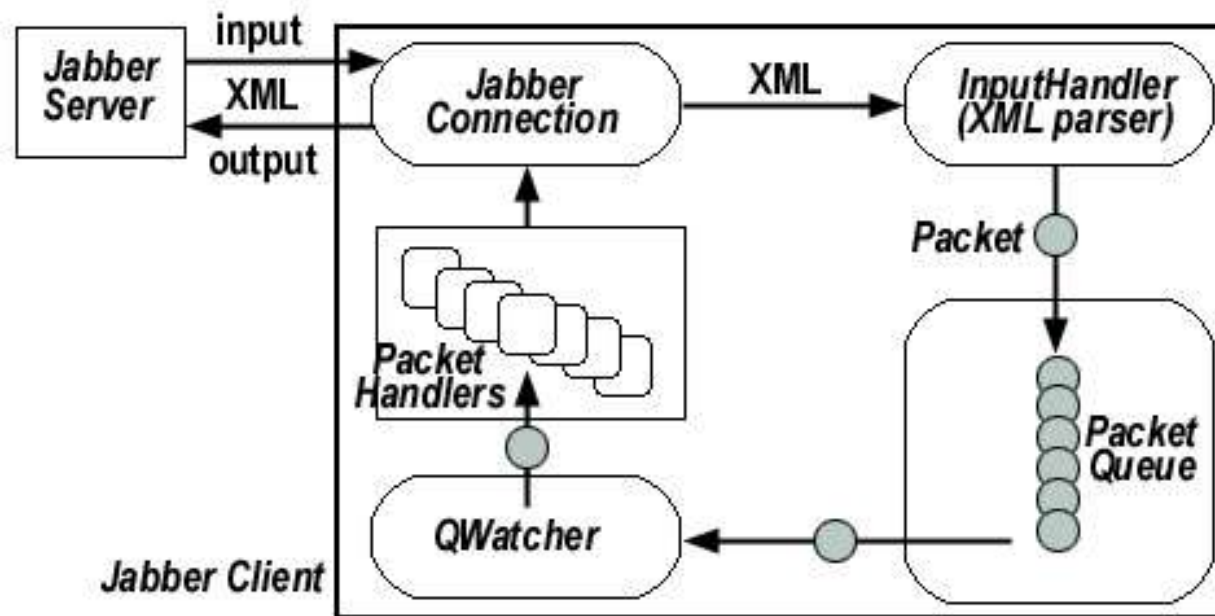 input
Jabber
Server
XML
output
Jabber
Connection
XML
InputHandler
(XML parser)
Packet
Packet
Handlers
Packet
Queue
QWatcher
Jabber Client